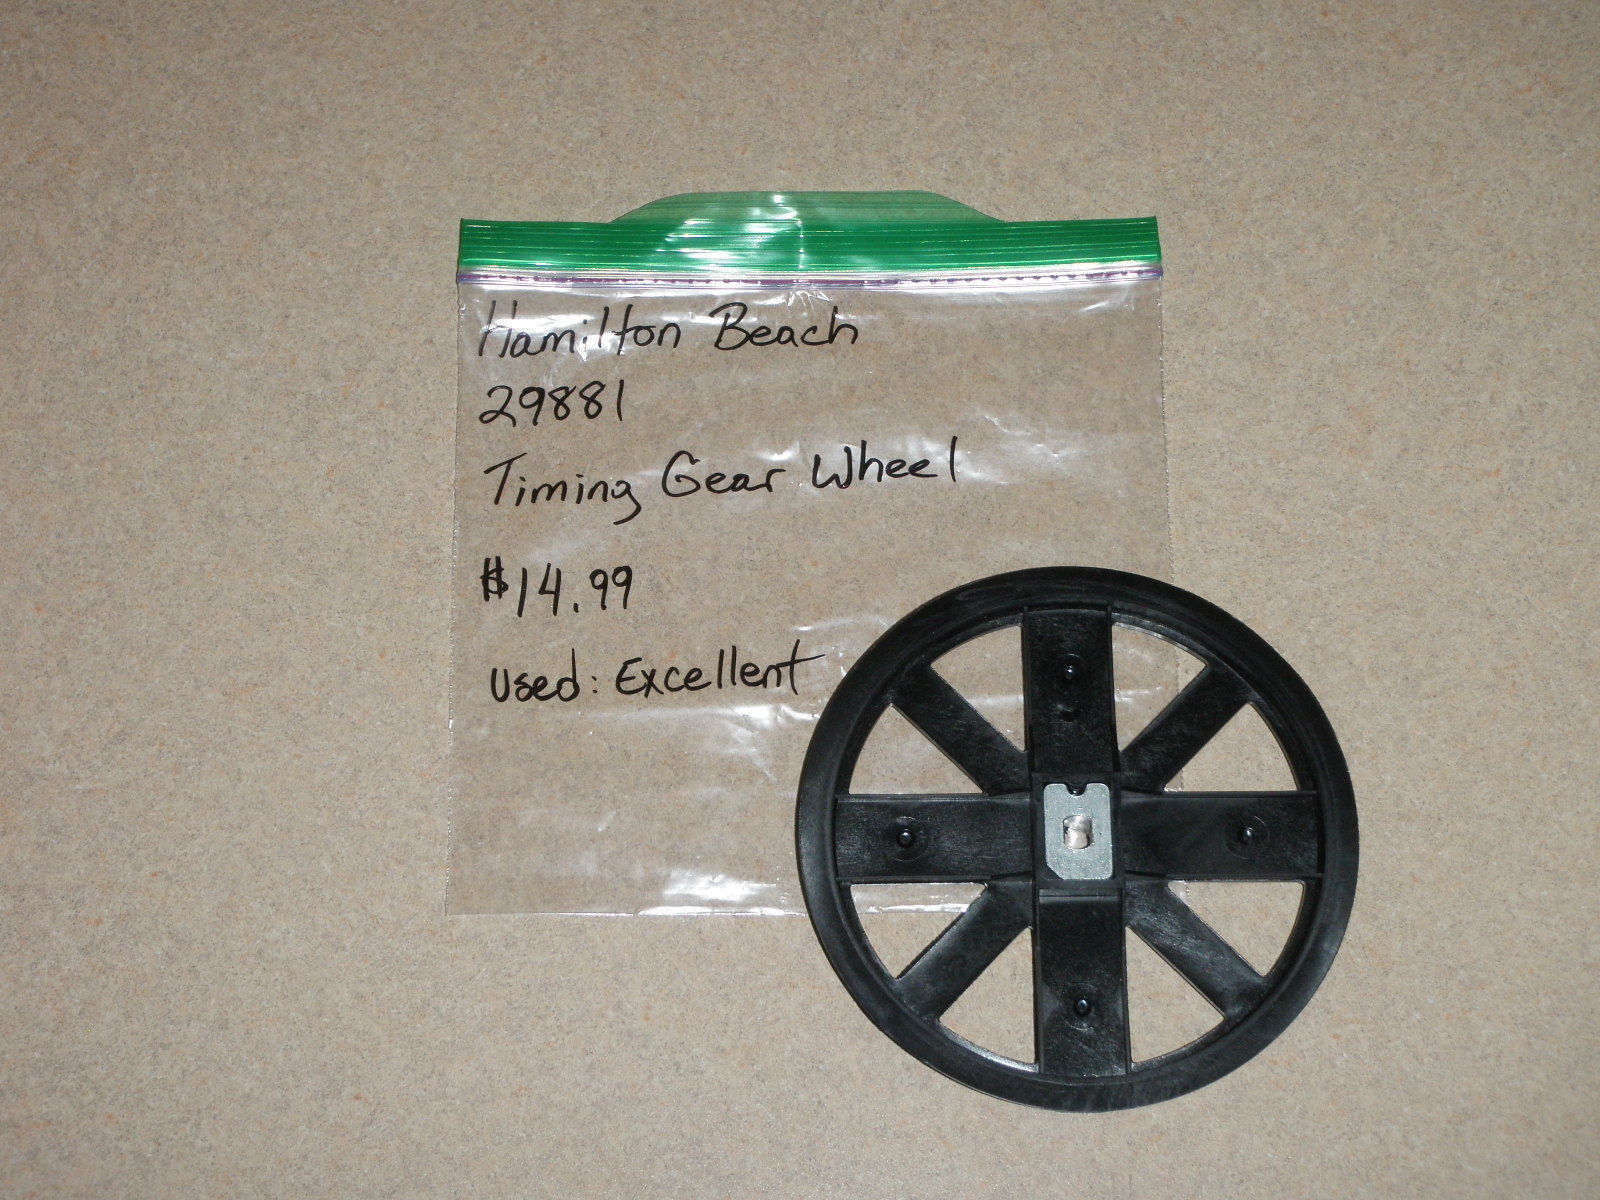 Hamilton Beach
29881
Timing Gear Wheel
$14.99
Used: Excellent